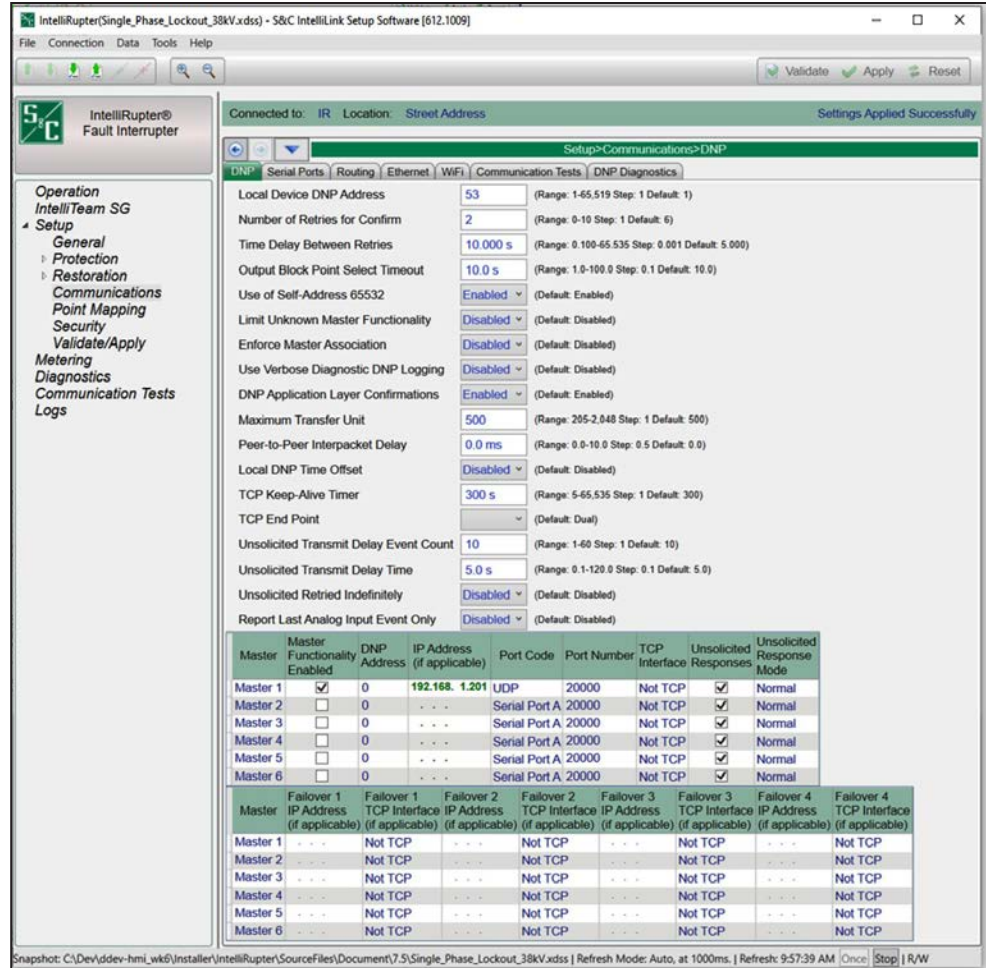 IntelliRupter(Single_Phase_Lockout_38kV.xdss) - S&C IntelliLink Setup Software [612.1009]
File Connection Data Tools Help
Validate Apply Reset
S&C
IntelliRupter®
Fault Interrupter
Connected to: IR Location: Street Address Settings Applied Successfully
Setup>Communications>DNP
DNP Serial Ports Routing Ethernet WiFi Communication Tests DNP Diagnostics
Operation
IntelliTeam SG
Setup
General
Protection
Restoration
Communications
Point Mapping
Security
Validate/Apply
Metering
Diagnostics
Communication Tests
Logs
Local Device DNP Address 53 (Range: 1-65,519 Step: 1 Default: 1)
Number of Retries for Confirm 2 (Range: 0-10 Step: 1 Default: 6)
Time Delay Between Retries 10.000 s (Range: 0.100-65.535 Step: 0.001 Default: 5.000)
Output Block Point Select Timeout 10.0 s (Range: 1.0-100.0 Step: 0.1 Default: 10.0)
Use of Self-Address 65532 Enabled (Default: Enabled)
Limit Unknown Master Functionality Disabled (Default: Disabled)
Enforce Master Association Disabled (Default: Disabled)
Use Verbose Diagnostic DNP Logging Disabled (Default: Disabled)
DNP Application Layer Confirmations Enabled (Default: Enabled)
Maximum Transfer Unit 500 (Range: 205-2,048 Step: 1 Default: 500)
Peer-to-Peer Interpacket Delay 0.0 ms (Range: 0.0-10.0 Step: 0.5 Default: 0.0)
Local DNP Time Offset Disabled (Default: Disabled)
TCP Keep-Alive Timer 300 s (Range: 5-65,535 Step: 1 Default: 300)
TCP End Point (Default: Dual)
Unsolicited Transmit Delay Event Count 10 (Range: 1-60 Step: 1 Default: 10)
Unsolicited Transmit Delay Time 5.0 s (Range: 0.1-120.0 Step: 0.1 Default: 5.0)
Unsolicited Retried Indefinitely Disabled (Default: Disabled)
Report Last Analog Input Event Only Disabled (Default: Disabled)
Master Master Functionality Enabled DNP Address IP Address (if applicable) Port Code Port Number TCP Interface Unsolicited Responses Unsolicited Response Mode
Master 1 0 192.168. 1.201 UDP 20000 Not TCP Normal
Master 2 0 . . . Serial Port A 20000 Not TCP Normal
Master 3 0 . . . Serial Port A 20000 Not TCP Normal
Master 4 0 . . . Serial Port A 20000 Not TCP Normal
Master 5 0 . . . Serial Port A 20000 Not TCP Normal
Master 6 0 . . . Serial Port A 20000 Not TCP Normal
Master Failover 1 IP Address (if applicable) Failover 1 TCP Interface (if applicable) Failover 2 IP Address (if applicable) Failover 2 TCP Interface (if applicable) Failover 3 IP Address (if applicable) Failover 3 TCP Interface (if applicable) Failover 4 IP Address (if applicable) Failover 4 TCP Interface (if applicable)
Master 1 . . . Not TCP . . . Not TCP . . . Not TCP . . . Not TCP
Master 2 . . . Not TCP . . . Not TCP . . . Not TCP . . . Not TCP
Master 3 . . . Not TCP . . . Not TCP . . . Not TCP . . . Not TCP
Master 4 . . . Not TCP . . . Not TCP . . . Not TCP . . . Not TCP
Master 5 . . . Not TCP . . . Not TCP . . . Not TCP . . . Not TCP
Master 6 . . . Not TCP . . . Not TCP . . . Not TCP . . . Not TCP
Snapshot: C:\Dev\ddev-hmi_wk6\Installer\IntelliRupter\SourceFiles\Document\7.5\Single_Phase_Lockout_38kV.xdss | Refresh Mode: Auto, at 1000ms. | Refresh: 9:57:39 AM Once Stop | R/W